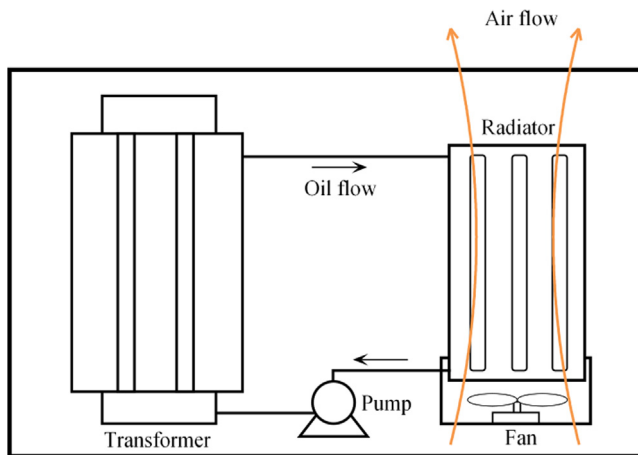 Air flow
Radiator
Oil flow
Pump
Transformer
Fan